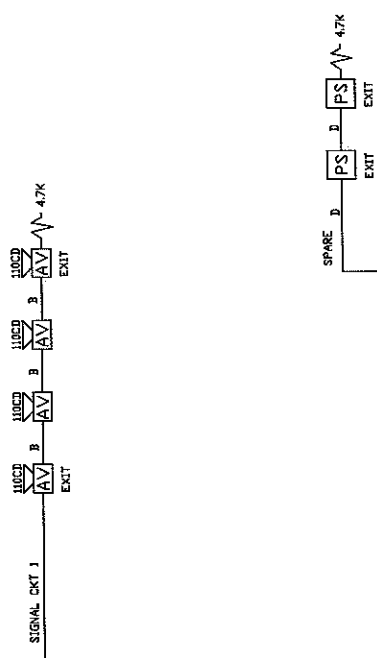 110CD 110CD 110CD 110CD
SIGNAL CKT 1 B B B
AV AV AV AV 4.7K
EXIT EXIT
SPARE
D D
PS PS 4.7K
EXIT EXIT